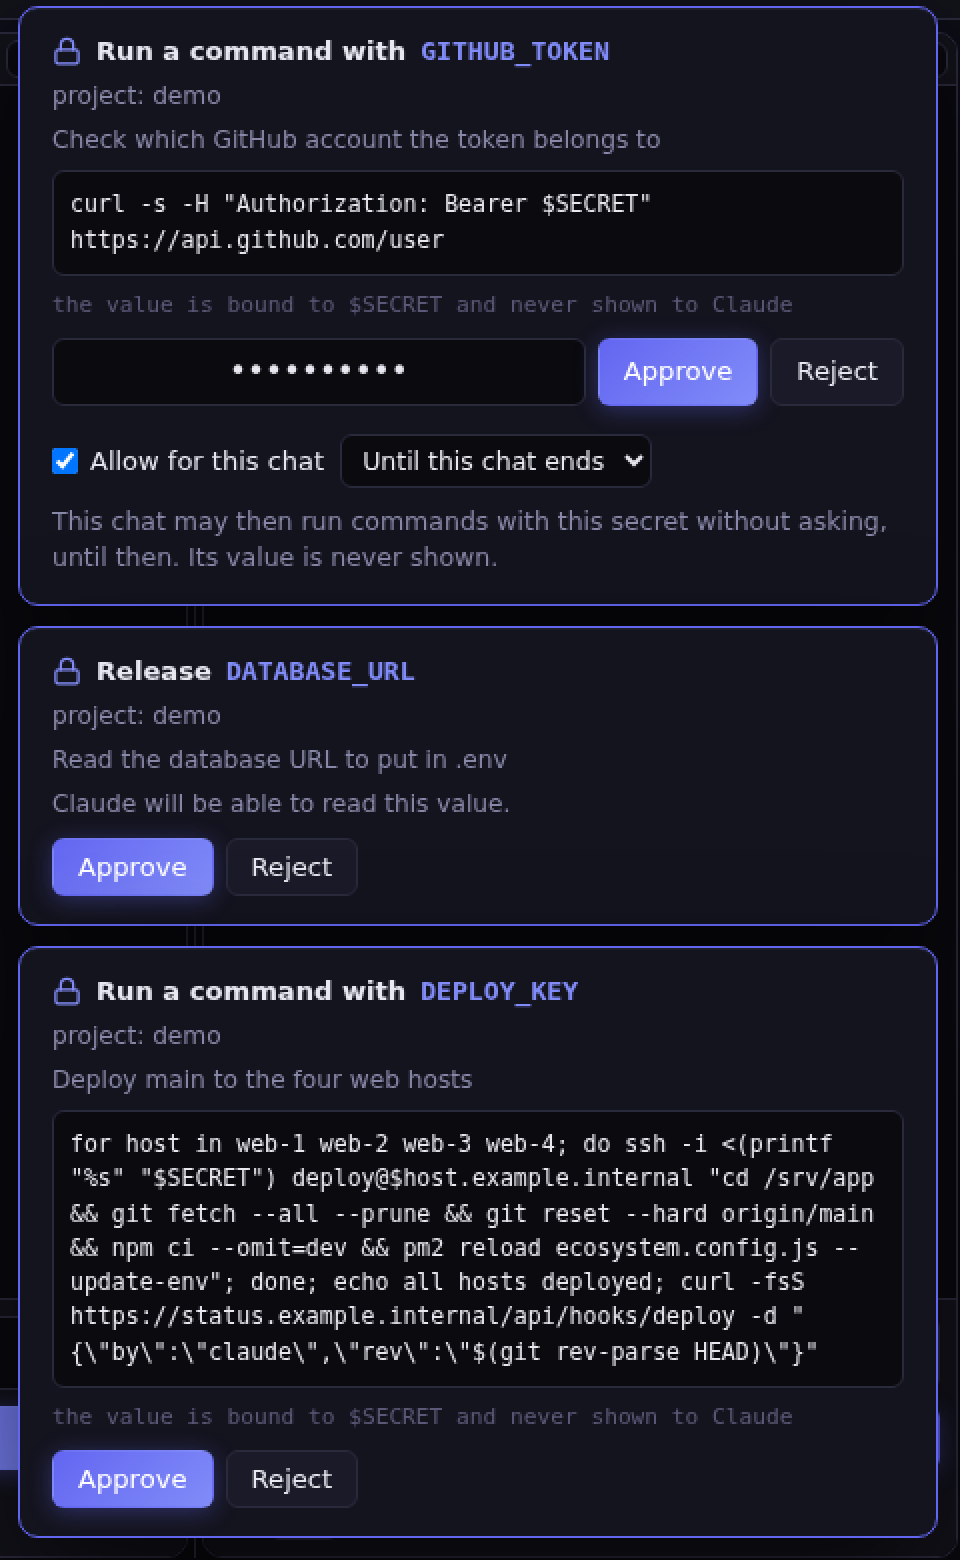 Run a command with GITHUB_TOKEN
project: demo
Check which GitHub account the token belongs to
curl -s -H "Authorization: Bearer $SECRET"
https://api.github.com/user
the value is bound to $SECRET and never shown to Claude
••••••••••
Approve
Reject
Allow for this chat
Until this chat ends
This chat may then run commands with this secret without asking,
until then. Its value is never shown.
Release DATABASE_URL
project: demo
Read the database URL to put in .env
Claude will be able to read this value.
Approve
Reject
Run a command with DEPLOY_KEY
project: demo
Deploy main to the four web hosts
for host in web-1 web-2 web-3 web-4; do ssh -i <(printf
"%s" "$SECRET") deploy@$host.example.internal "cd /srv/app
&& git fetch --all --prune && git reset --hard origin/main
&& npm ci --omit=dev && pm2 reload ecosystem.config.js --
update-env"; done; echo all hosts deployed; curl -fsS
https://status.example.internal/api/hooks/deploy -d "
{\"by\":\"claude\",\"rev\":\"$(git rev-parse HEAD)\"}"
the value is bound to $SECRET and never shown to Claude
Approve
Reject